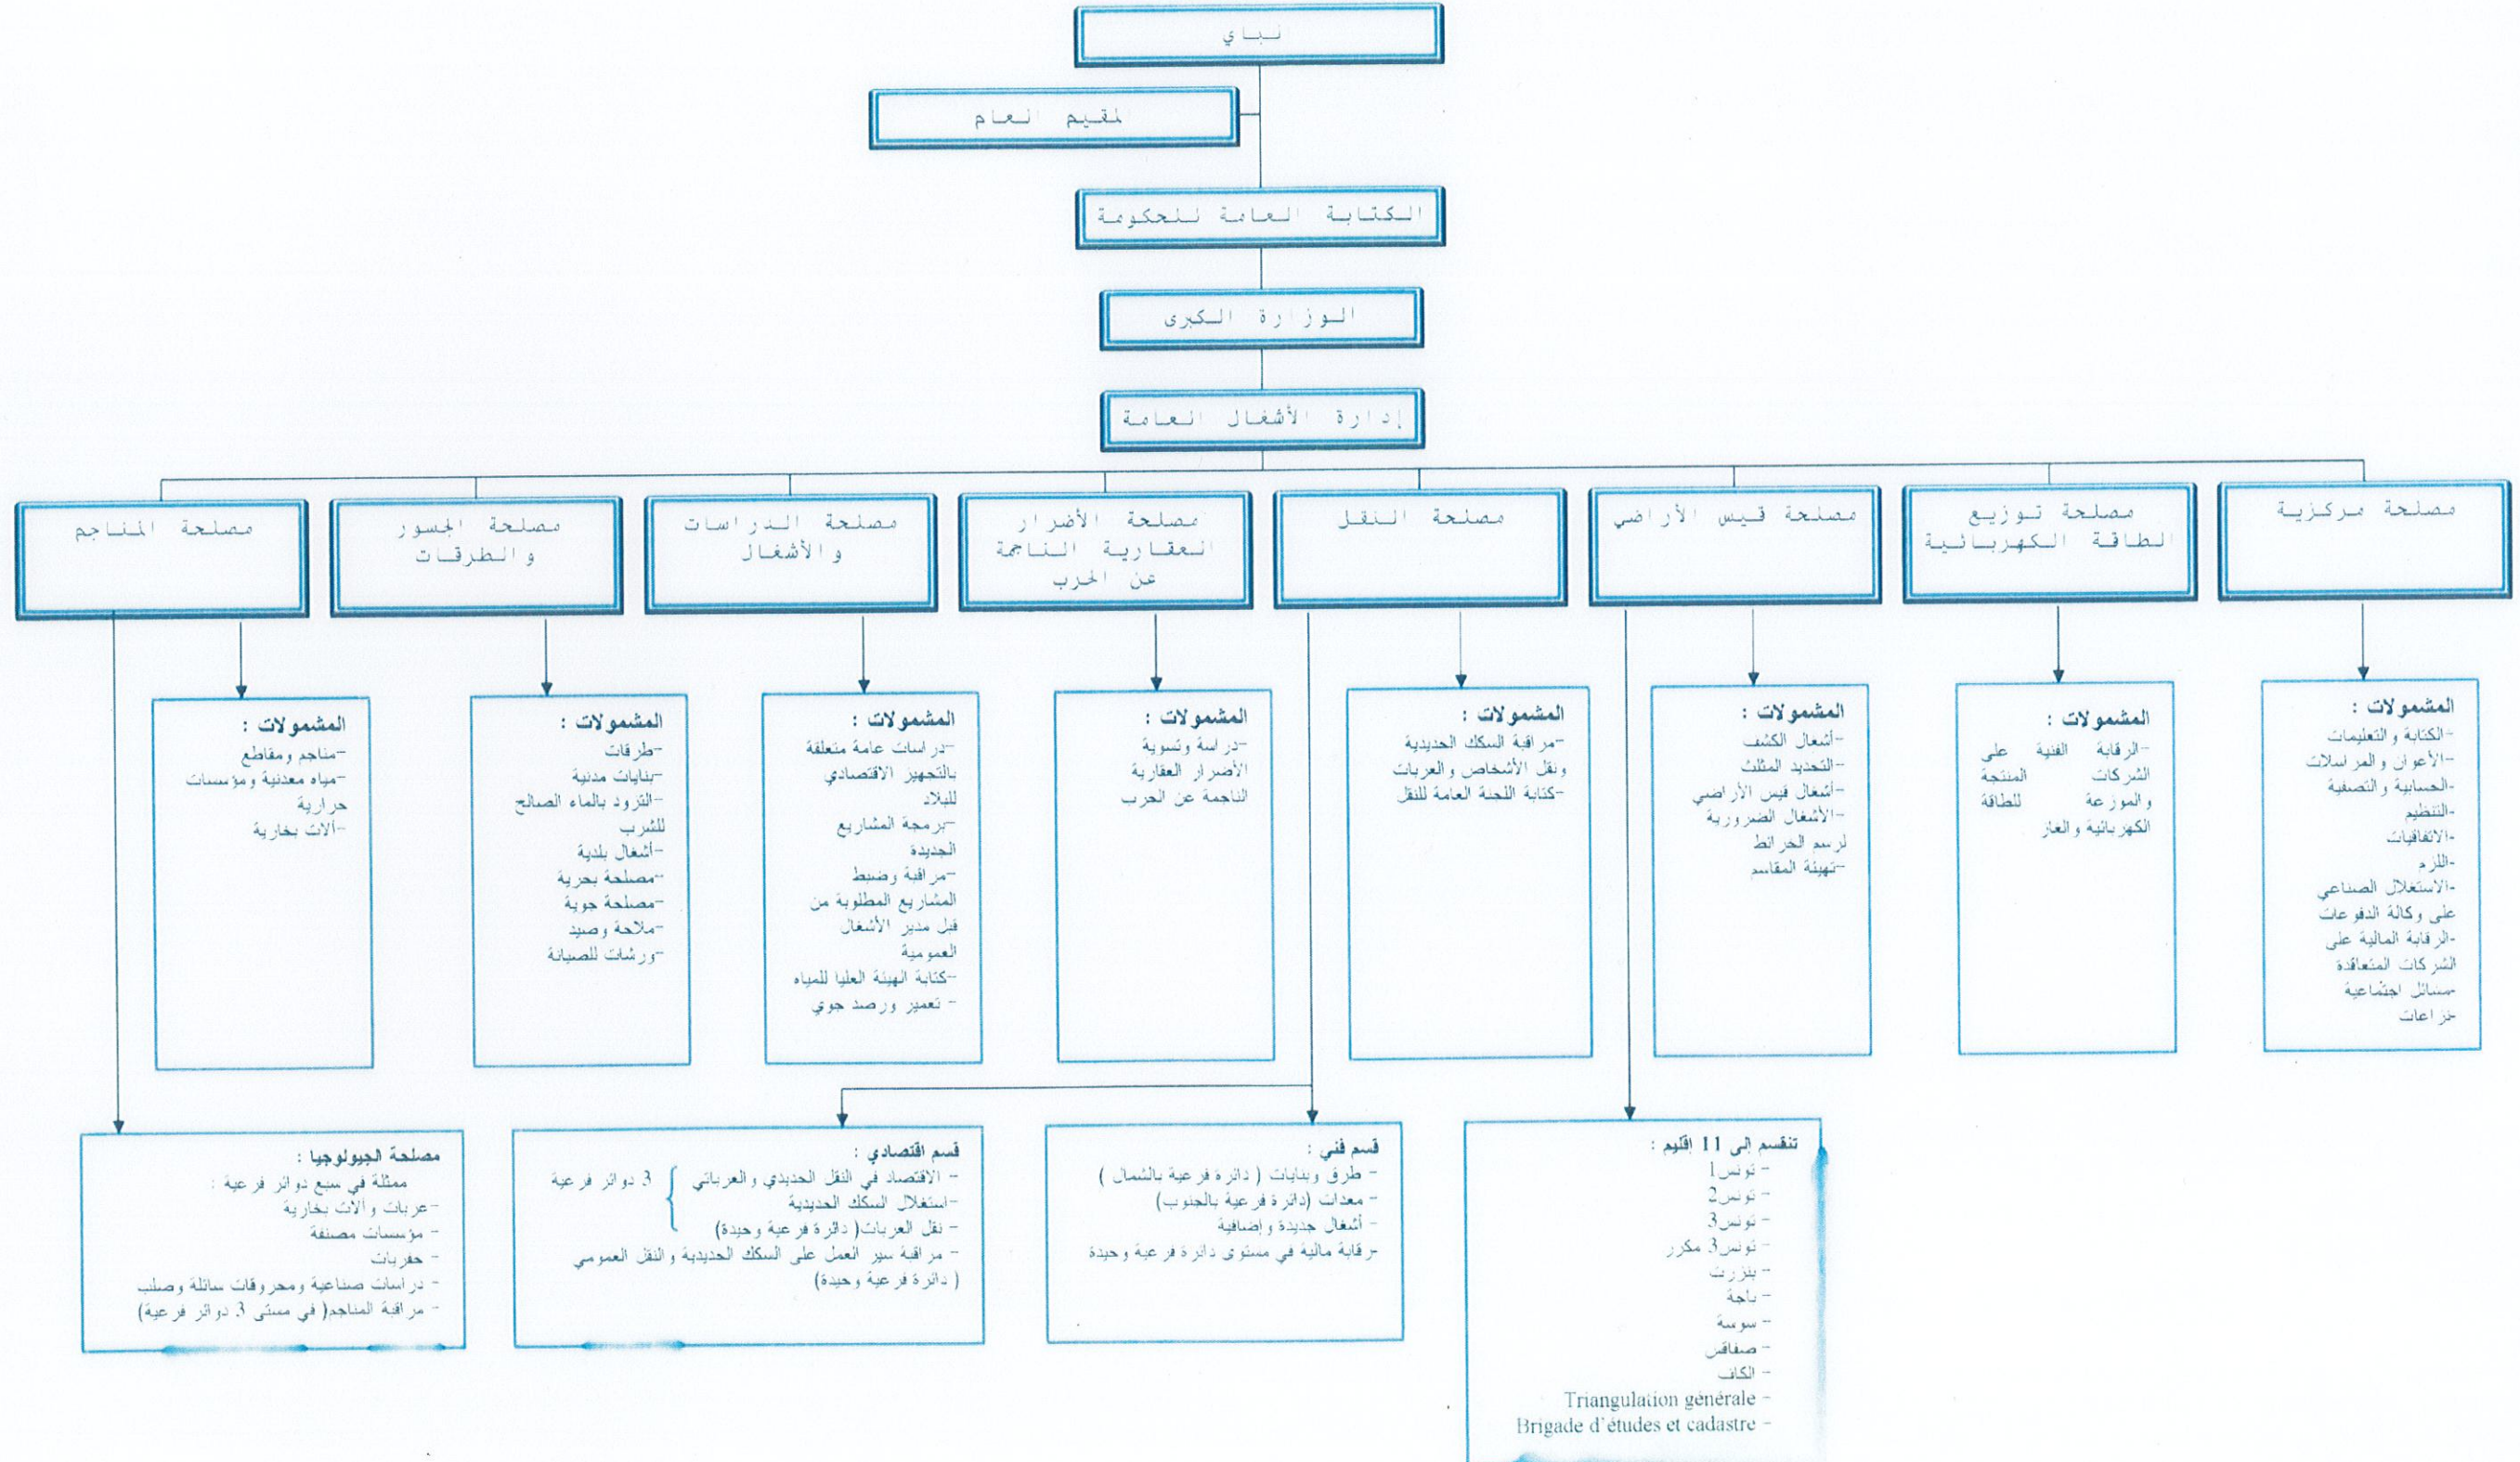 لمقيم العام
الكتابة العامة للحكومة
الوزارة الكبرى
إدارة الأشغال العامة
مصلحة مركزية
مصلحة توزيع
الطاقة الكهربائية
مصلحة قيس الأراضي
مصلحة النقل
مصلحة الأضرار
العقارية الناجمة
عن الحرب
مصلحة الدراسات
والأشغال
مصلحة الجسور
والطرقات
مصلحة المناجم
المشمولات :
-الكتابة والتعليمات
-الأعوان والمراسلات
-الحسابية والتصفية
-التنظيم
-الاتفاقيات
-اللزم
-الاستغلال الصناعي
على وكالة الدفوعات
-الرقابة المالية على
الشركات المتعاقدة
-مسائل اجتماعية
-نزاعات
المشمولات :
-الرقابة الفنية على
الشركات المنتجة
والموزعة للطاقة
الكهربائية والغاز
المشمولات :
-أشغال الكشف
-التحديد المثلث
-أشغال قيس الأراضي
-الأشغال الضرورية
لرسم الخرائط
-تهيئة المقاسم
المشمولات :
-مراقبة السكك الحديدية
ونقل الأشخاص والعربات
-كتابة اللجنة العامة للنقل
المشمولات :
-دراسة وتسوية
الأضرار العقارية
الناجمة عن الحرب
المشمولات :
-دراسات عامة متعلقة
بالتجهيز الاقتصادي
للبلاد
-برمجة المشاريع
الجديدة
-مراقبة وضبط
المشاريع المطلوبة من
قبل مدير الأشغال
العمومية
-كتابة الهيئة العليا للمياه
- تعمير ورصد جوي
المشمولات :
-طرقات
-بنايات مدنية
-التزود بالماء الصالح
للشرب
-أشغال بلدية
-مصلحة بحرية
-مصلحة جوية
-ملاحة وصيد
-ورشات للصيانة
المشمولات :
-مناجم ومقاطع
-مياه معدنية ومؤسسات
حرارية
-آلات بخارية
تنقسم إلى 11 اقليم :
- تونس1
- تونس2
- تونس3
- تونس3 مكرر
- بنزرت
- باجة
- سوسة
- صفاقس
- الكاف
- Triangulation générale
- Brigade d'études et cadastre
قسم فني :
- طرق وبنايات ( دائرة فرعية بالشمال )
- معدات (دائرة فرعية بالجنوب)
- أشغال جديدة وإضافية
-رقابة مالية في مستوى دائرة فرعية وحيدة
قسم اقتصادي :
- الاقتصاد في النقل الحديدي والعرباتي } 3 دوائر فرعية
-استغلال السكك الحديدية
- نقل العربات( دائرة فرعية وحيدة)
- مراقبة سير العمل على السكك الحديدية والنقل العمومي
( دائرة فرعية وحيدة)
مصلحة الجيولوجيا :
ممثلة في سبع دوائر فرعية :
-عربات وآلات بخارية
- مؤسسات مصنفة
- حفريات
- دراسات صناعية ومحروقات سائلة وصلب
- مراقبة المناجم( في مستى 3 دوائر فرعية)